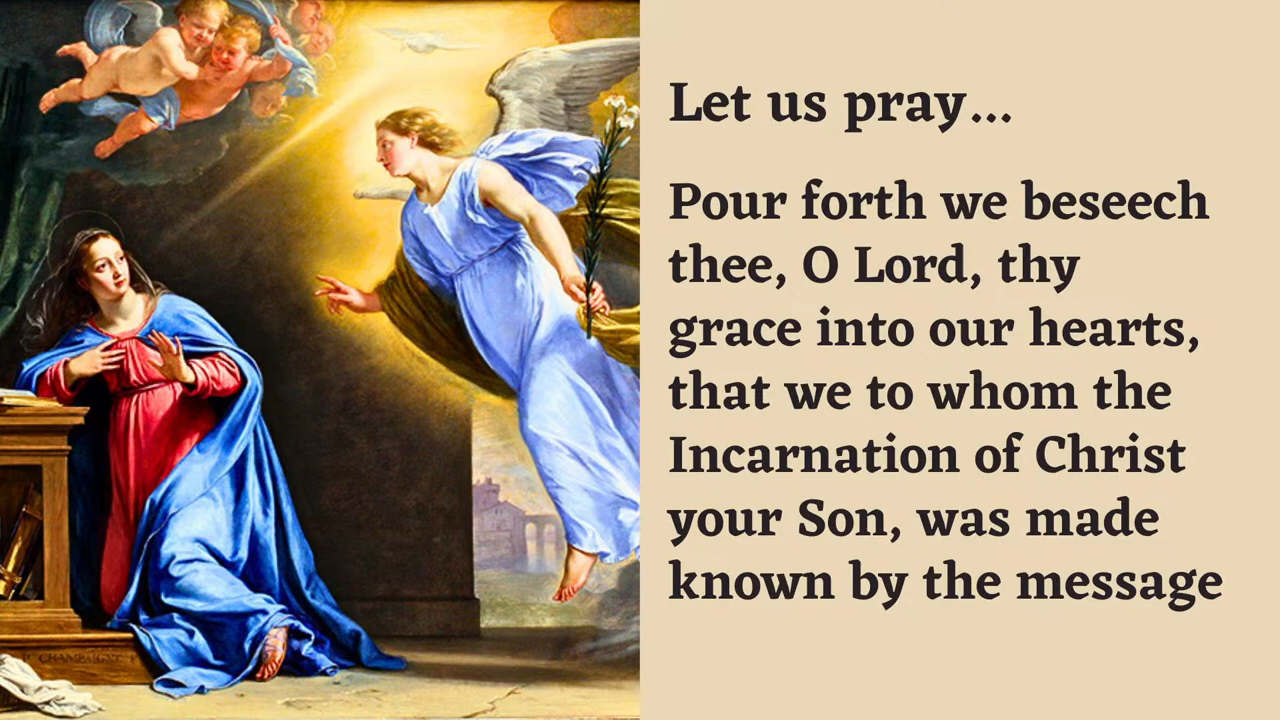 Let us pray...
Pour forth we beseech
thee, O Lord, thy
grace into our hearts,
that we to whom the
Incarnation of Christ
your Son, was made
known by the message
CHAMPAIGNE